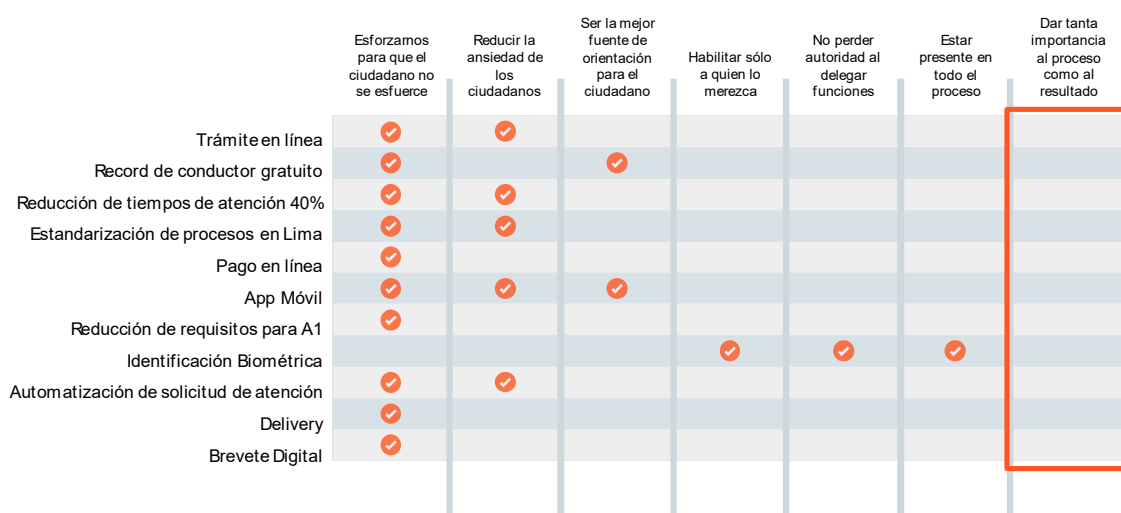 Esforzarnos
para que el
ciudadano no
se esfuerce
Reducir la
ansiedad de
los
ciudadanos
Ser la mejor
fuente de
orientación
para el
ciudadano
Habilitar sólo
a quien lo
merezca
No perder
autoridad al
delegar
funciones
Estar
presente en
todo el
proceso
Dar tanta
importancia
al proceso
como al
resultado
Trámite en línea
Record de conductor gratuito
Reducción de tiempos de atención 40%
Estandarización de procesos en Lima
Pago en línea
App Móvil
Reducción de requisitos para A1
Identificación Biométrica
Automatización de solicitud de atención
Delivery
Brevete Digital